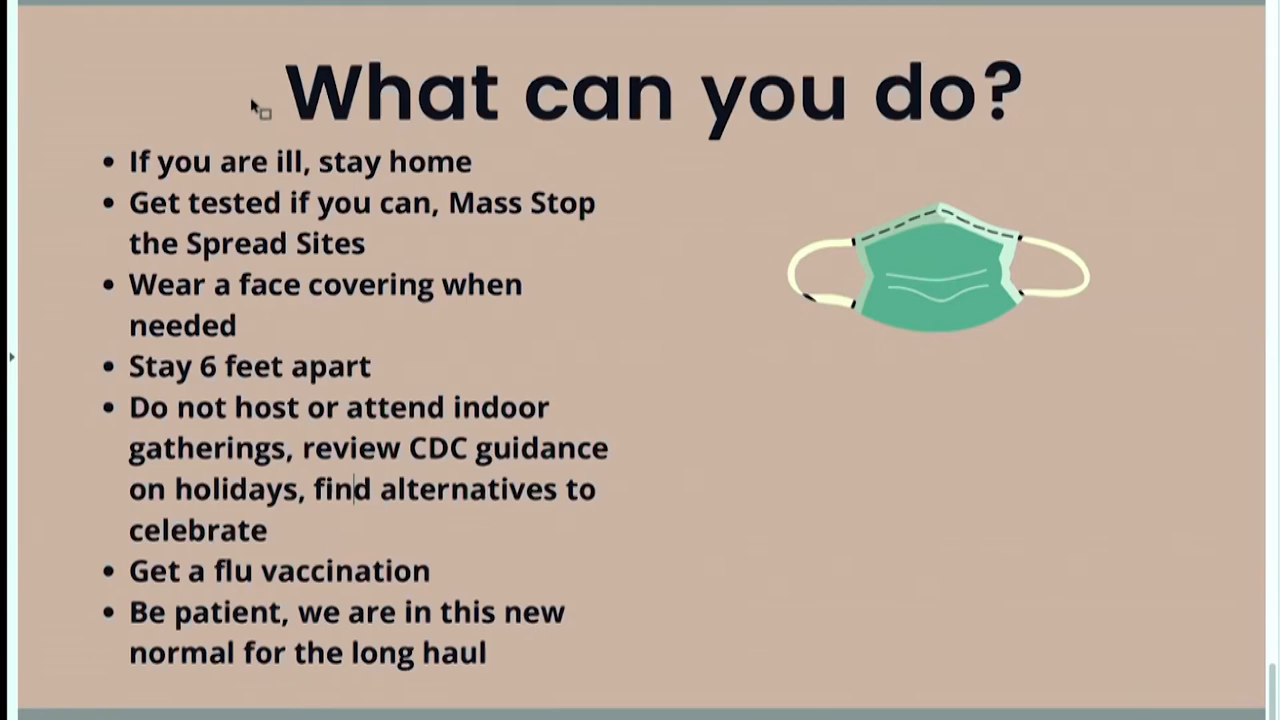 What can you do?
• If you are ill, stay home
• Get tested if you can, Mass Stop
the Spread Sites
• Wear a face covering when
needed
• Stay 6 feet apart
• Do not host or attend indoor
gatherings, review CDC guidance
on holidays, find alternatives to
celebrate
• Get a flu vaccination
• Be patient, we are in this new
normal for the long haul